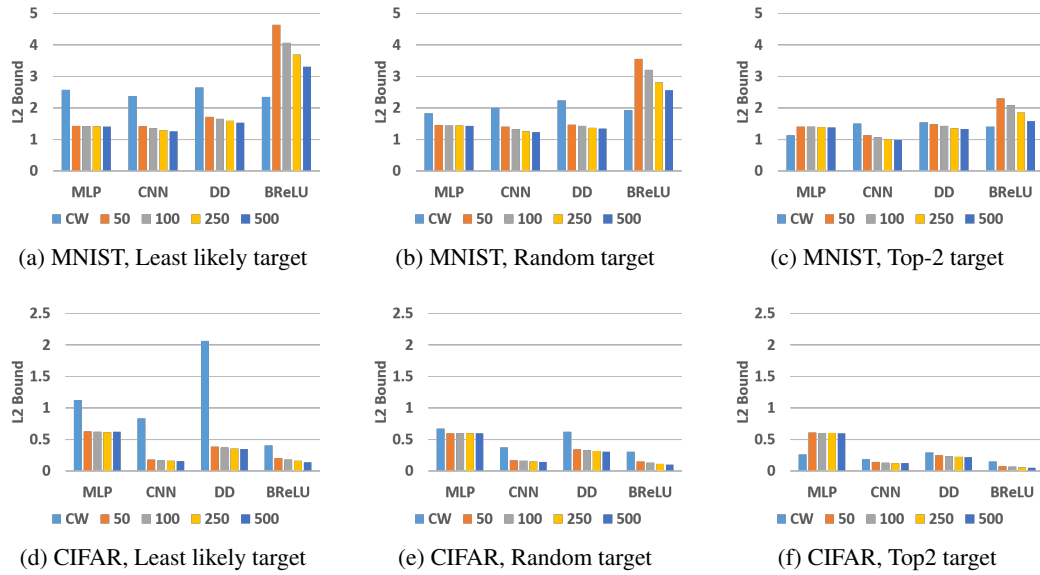 5
4
3
2
1
0
L2 Bound
MLP CNN DD BReLU
CW 50 100 250 500
(a) MNIST, Least likely target
5
4
3
2
1
0
L2 Bound
MLP CNN DD BReLU
CW 50 100 250 500
(b) MNIST, Random target
5
4
3
2
1
0
L2 Bound
MLP CNN DD BReLU
CW 50 100 250 500
(c) MNIST, Top-2 target
2.5
2
1.5
1
0.5
0
L2 Bound
MLP CNN DD BReLU
CW 50 100 250 500
(d) CIFAR, Least likely target
2.5
2
1.5
1
0.5
0
L2 Bound
MLP CNN DD BReLU
CW 50 100 250 500
(e) CIFAR, Random target
2.5
2
1.5
1
0.5
0
L2 Bound
MLP CNN DD BReLU
CW 50 100 250 500
(f) CIFAR, Top2 target